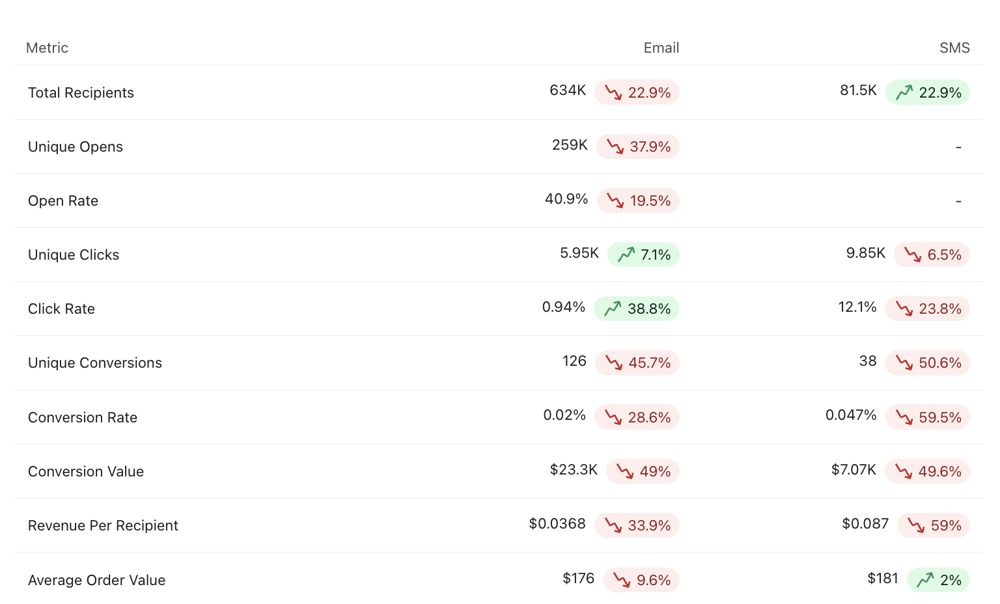 Metric Email SMS
Total Recipients 634K 22.9% 81.5K 22.9%
Unique Opens 259K 37.9% -
Open Rate 40.9% 19.5% -
Unique Clicks 5.95K 7.1% 9.85K 6.5%
Click Rate 0.94% 38.8% 12.1% 23.8%
Unique Conversions 126 45.7% 38 50.6%
Conversion Rate 0.02% 28.6% 0.047% 59.5%
Conversion Value $23.3K 49% $7.07K 49.6%
Revenue Per Recipient $0.0368 33.9% $0.087 59%
Average Order Value $176 9.6% $181 2%